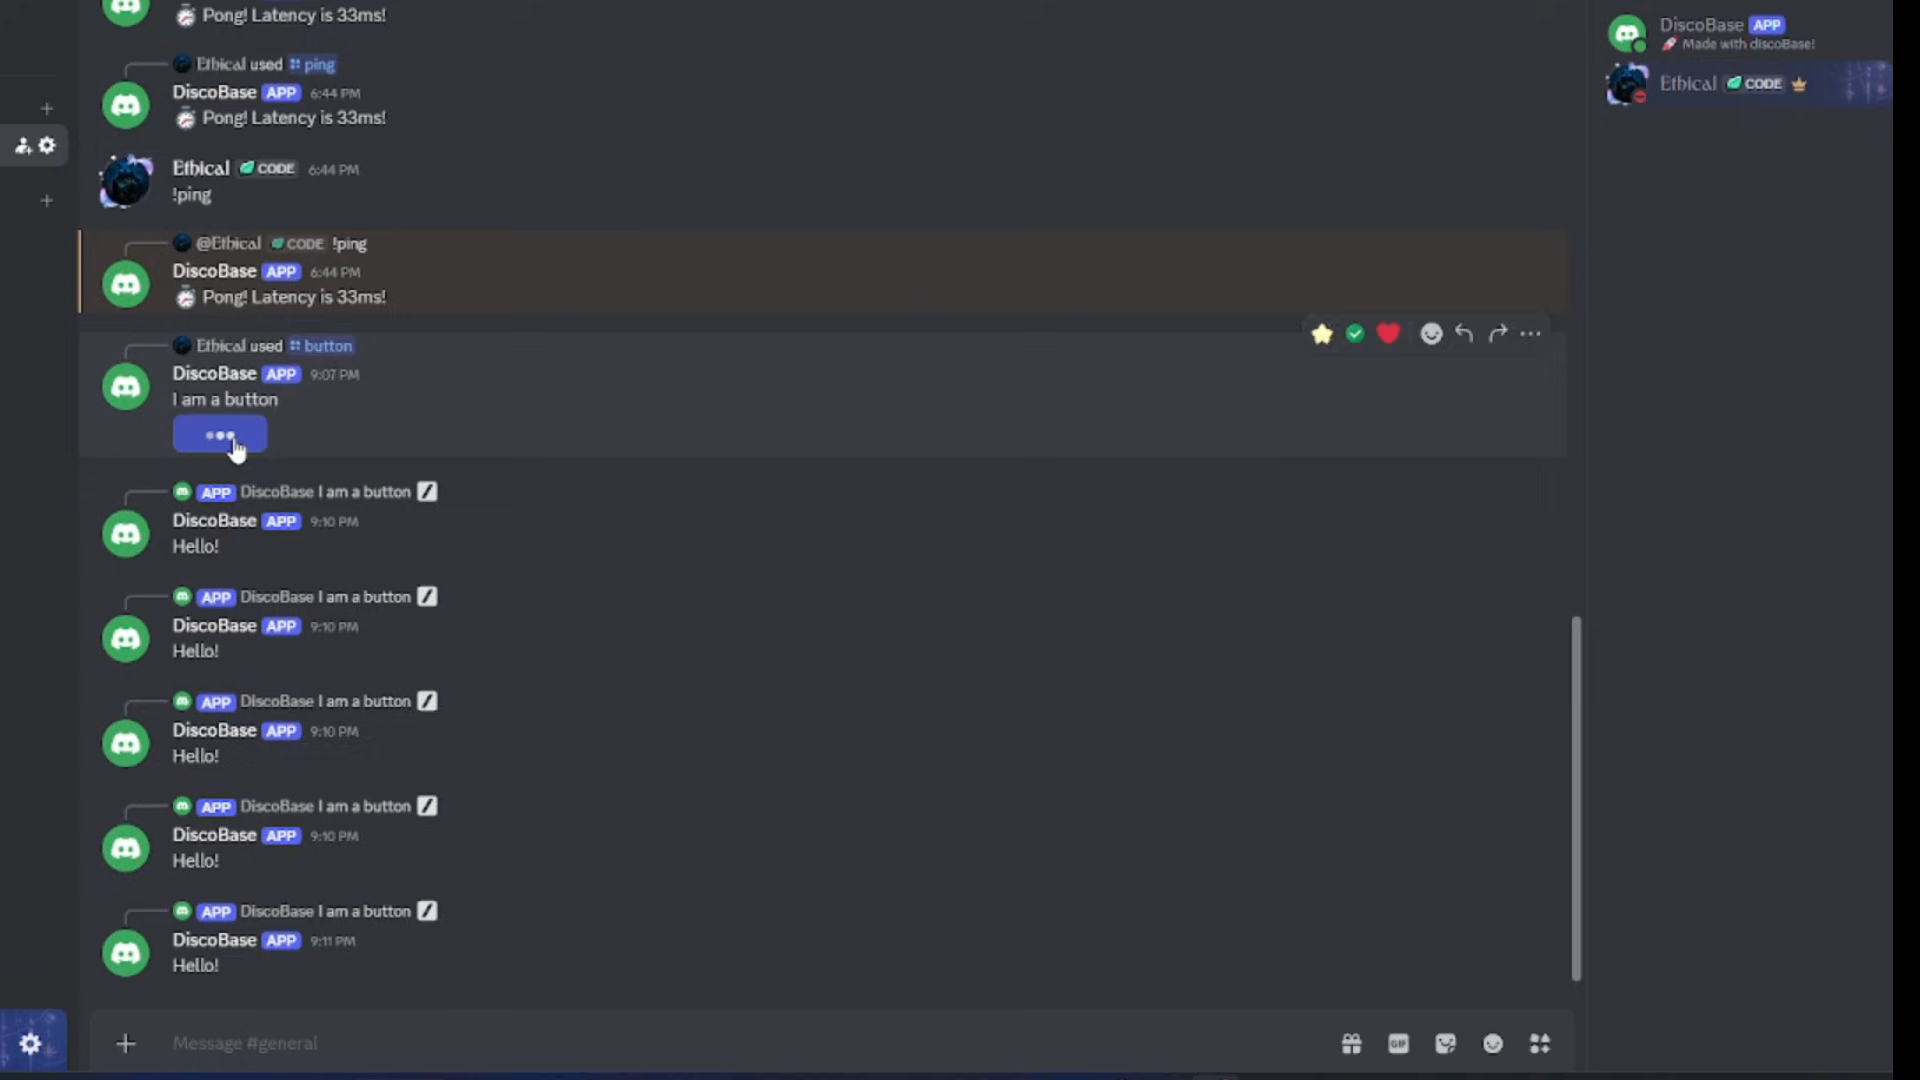 Pong! Latency is 33ms!
Ethical used ping
DiscoBase APP 6:44 PM
Pong! Latency is 33ms!
Ethical CODE 6:44 PM
!ping
@Ethical CODE !ping
DiscoBase APP 6:44 PM
Pong! Latency is 33ms!
Ethical used button
DiscoBase APP 9:07 PM
I am a button
APP DiscoBase I am a button
DiscoBase APP 9:10 PM
Hello!
APP DiscoBase I am a button
DiscoBase APP 9:10 PM
Hello!
APP DiscoBase I am a button
DiscoBase APP 9:10 PM
Hello!
APP DiscoBase I am a button
DiscoBase APP 9:10 PM
Hello!
APP DiscoBase I am a button
DiscoBase APP 9:11 PM
Hello!
Message #general
GIF
DiscoBase APP
Made with discoBase!
Ethical CODE